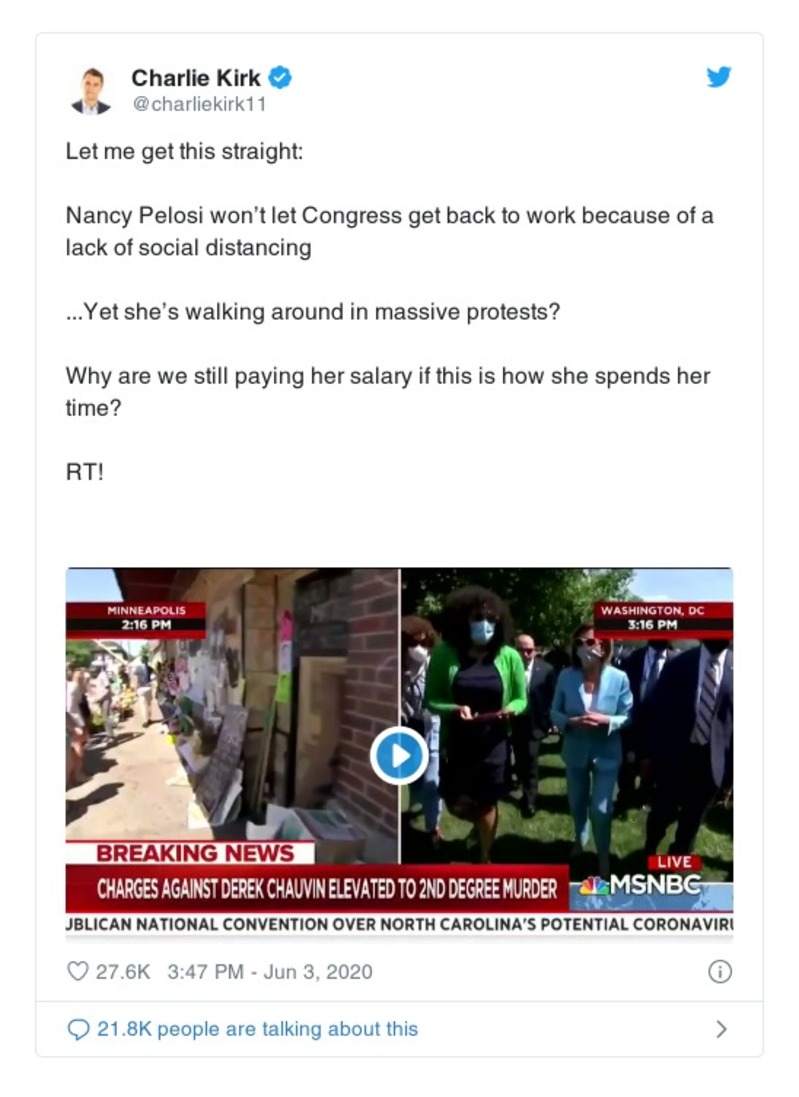 Charlie Kirk
@charliekirk11
Let me get this straight:
Nancy Pelosi won’t let Congress get back to work because of a
lack of social distancing
...Yet she’s walking around in massive protests?
Why are we still paying her salary if this is how she spends her
time?
RT!
MINNEAPOLIS
2:16 PM
WASHINGTON, DC
3:16 PM
BREAKING NEWS
LIVE
CHARGES AGAINST DEREK CHAUVIN ELEVATED TO 2ND DEGREE MURDER
MSNBC
UBLICAN NATIONAL CONVENTION OVER NORTH CAROLINA'S POTENTIAL CORONAVIRU
27.6K 3:47 PM - Jun 3, 2020
21.8K people are talking about this